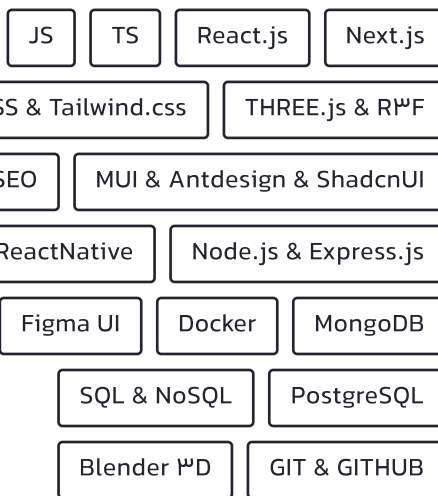 JS TS React.js Next.js
SS & Tailwind.css THREE.js & R۳F
SEO MUI & Antdesign & ShadcnUI
ReactNative Node.js & Express.js
Figma UI Docker MongoDB
SQL & NoSQL PostgreSQL
Blender ۳D GIT & GITHUB